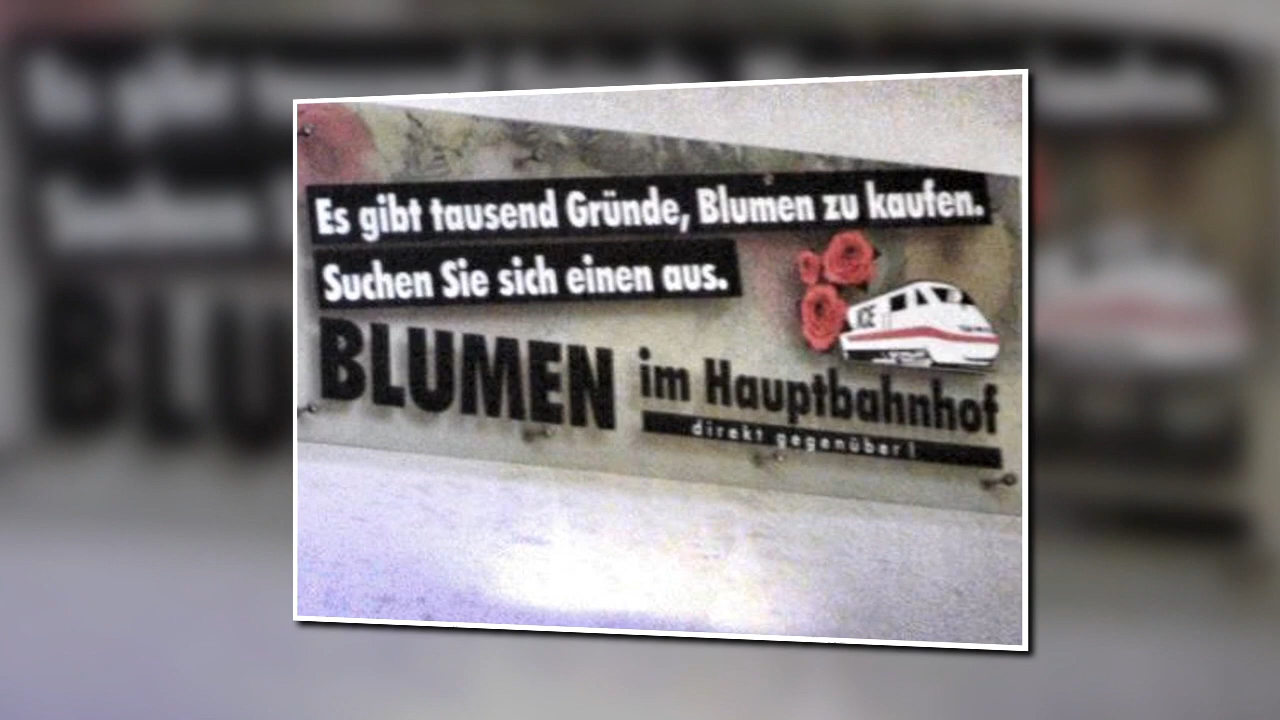 Es gibt tausend Gründe, Blumen zu kaufen.
Suchen Sie sich einen aus.
ICE
BLUMEN im Hauptbahnhof
direkt gegenüber!